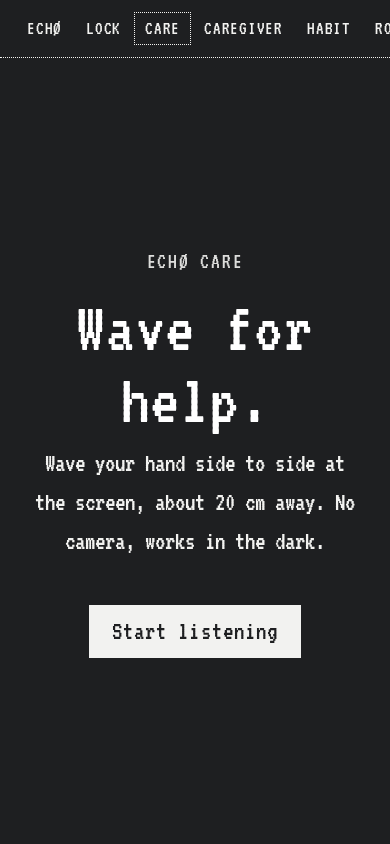 ECHØ LOCK CARE CAREGIVER HABIT
ECHØ CARE
Wave for
help.
Wave your hand side to side at
the screen, about 20 cm away. No
camera, works in the dark.
Start listening